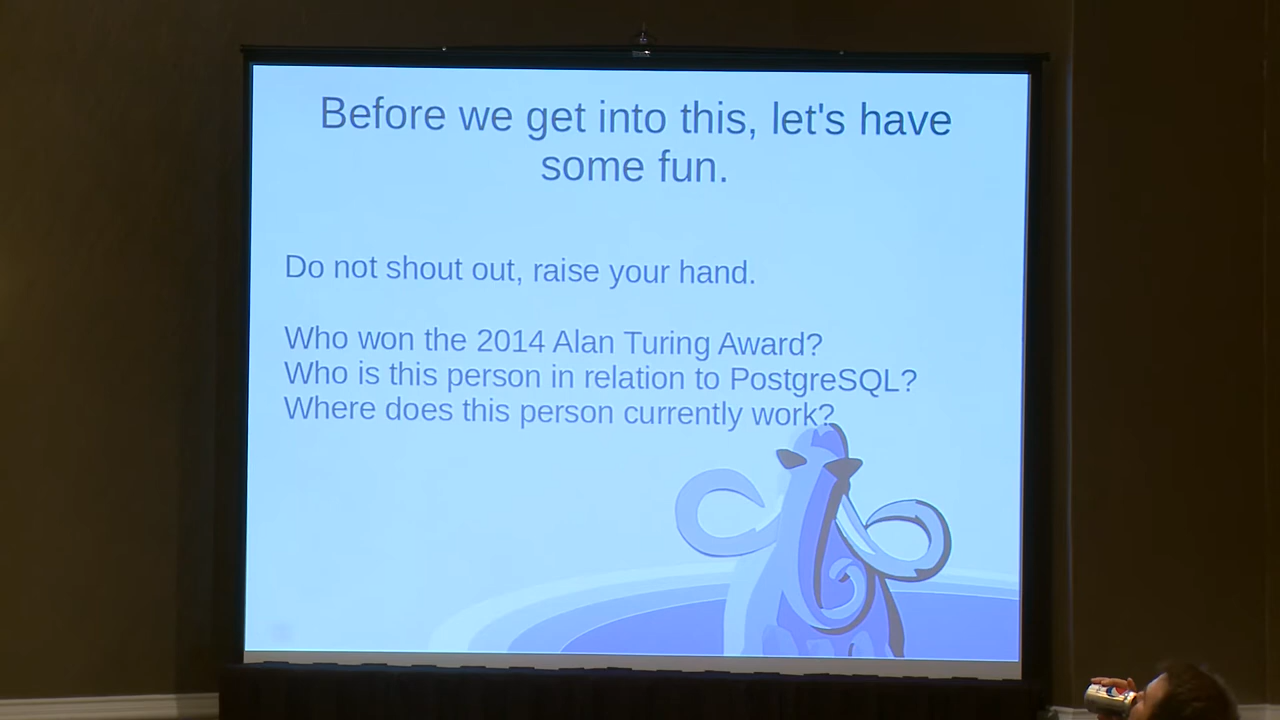 Before we get into this, let's have
some fun.
Do not shout out, raise your hand.
Who won the 2014 Alan Turing Award?
Who is this person in relation to PostgreSQL?
Where does this person currently work?